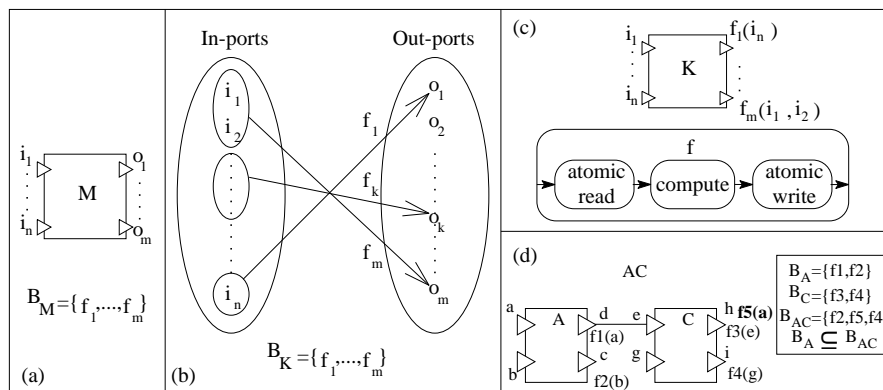 i1
in
M
o1
om
BM={f1,...,fm}
(a)
In-ports
Out-ports
i1
i2
in
f1
fk
fm
o1
o2
ok
om
BK={f1,...,fm}
(b)
(c)
i1
in
K
f1(in)
fm(i1,i2)
f
atomic read
compute
atomic write
(d)
AC
a
b
A
d
f1(a)
c
f2(b)
e
g
C
h f5(a)
f3(e)
i
f4(g)
BA={f1,f2}
BC={f3,f4}
BAC={f2,f5,f4
BA ⊆ BAC